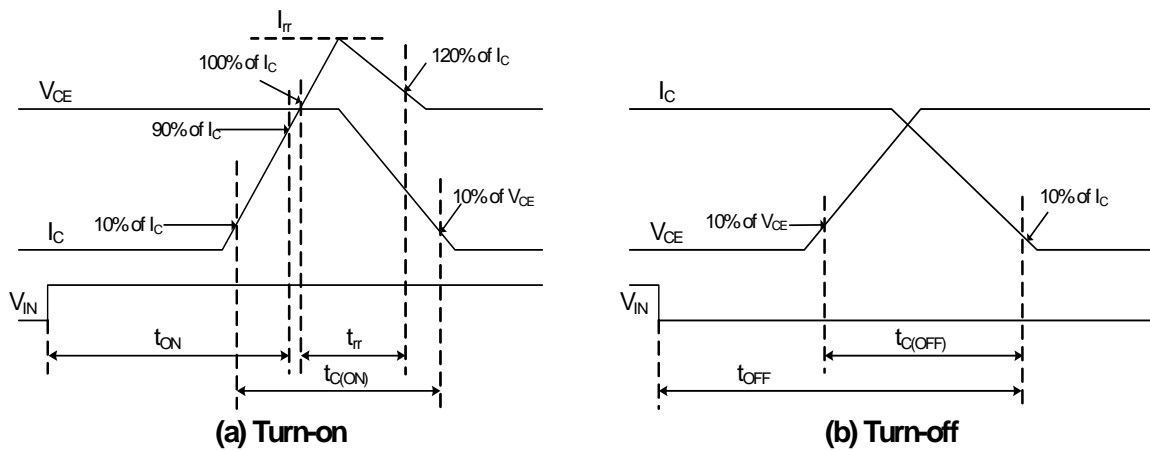 Irr
100% of IC
120% of IC
VCE
90% of IC
10% of IC
10% of VCE
IC
VIN
tON
trr
tC(ON)
(a) Turn-on
IC
10% of IC
10% of VCE
VCE
VIN
tC(OFF)
tOFF
(b) Turn-off